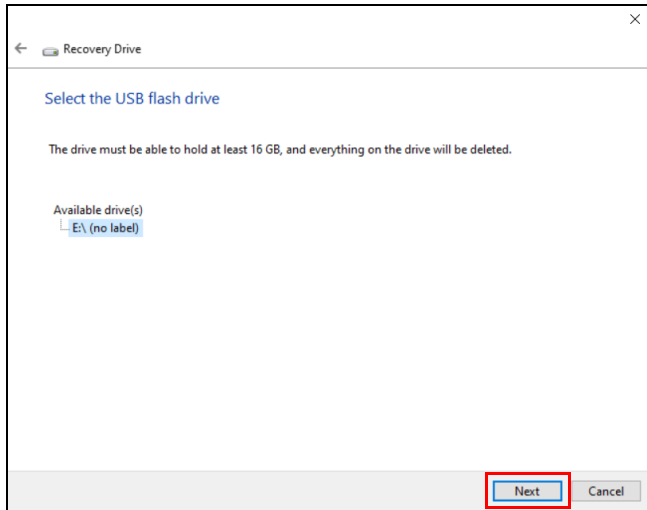 Recovery Drive
Select the USB flash drive
The drive must be able to hold at least 16 GB, and everything on the drive will be deleted.
Available drive(s)
E:\ (no label)
Next Cancel